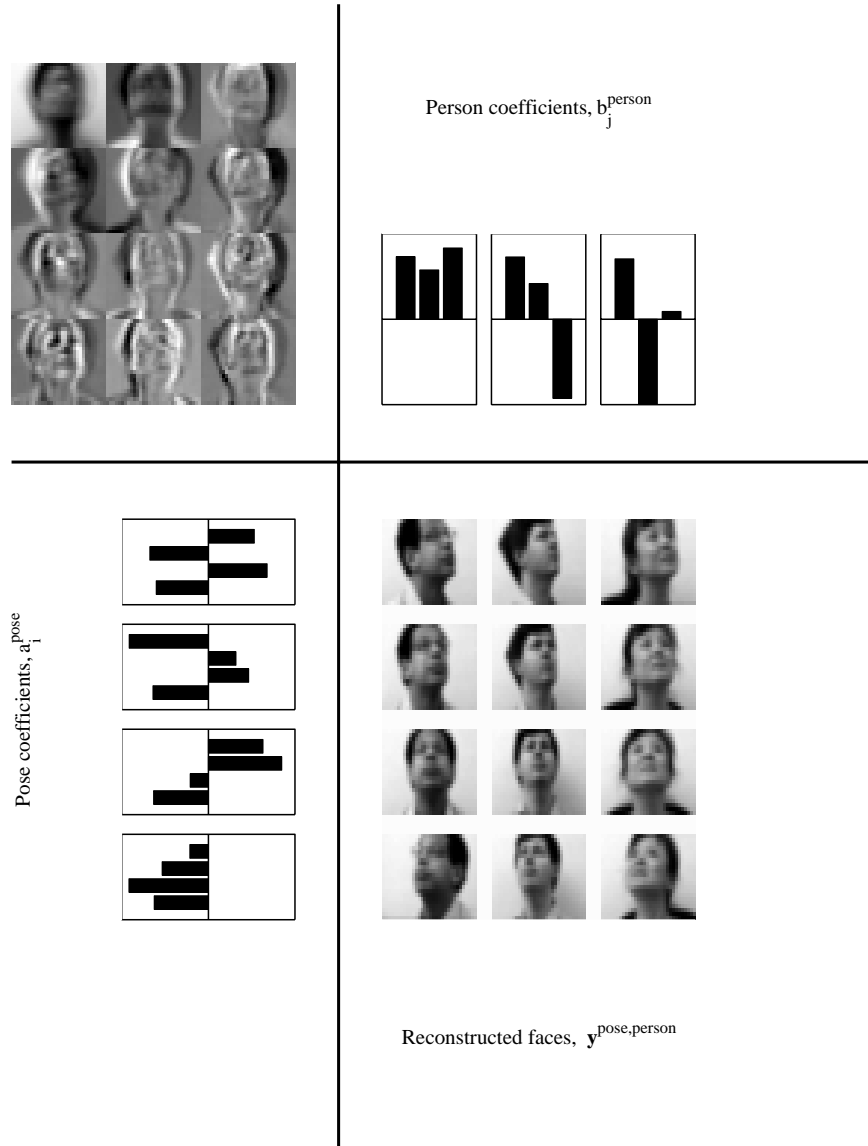 Person coefficients, b_j^person
Pose coefficients, a_i^pose
Reconstructed faces, y^pose,person